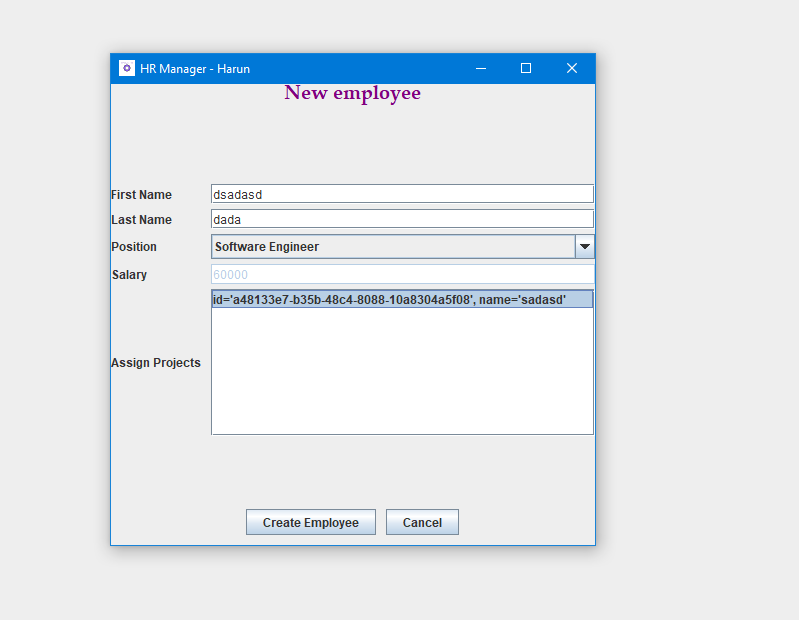 HR Manager - Harun
New employee
First Name dsadasd
Last Name dada
Position Software Engineer
Salary 60000
id='a48133e7-b35b-48c4-8088-10a8304a5f08', name='sadasd'
Assign Projects
Create Employee Cancel